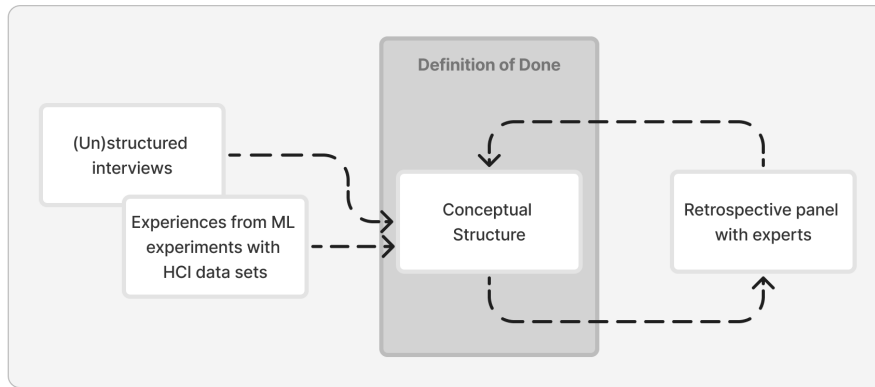 Definition of Done
(Un)structured
interviews
Experiences from ML
experiments with
HCI data sets
Conceptual
Structure
Retrospective panel
with experts